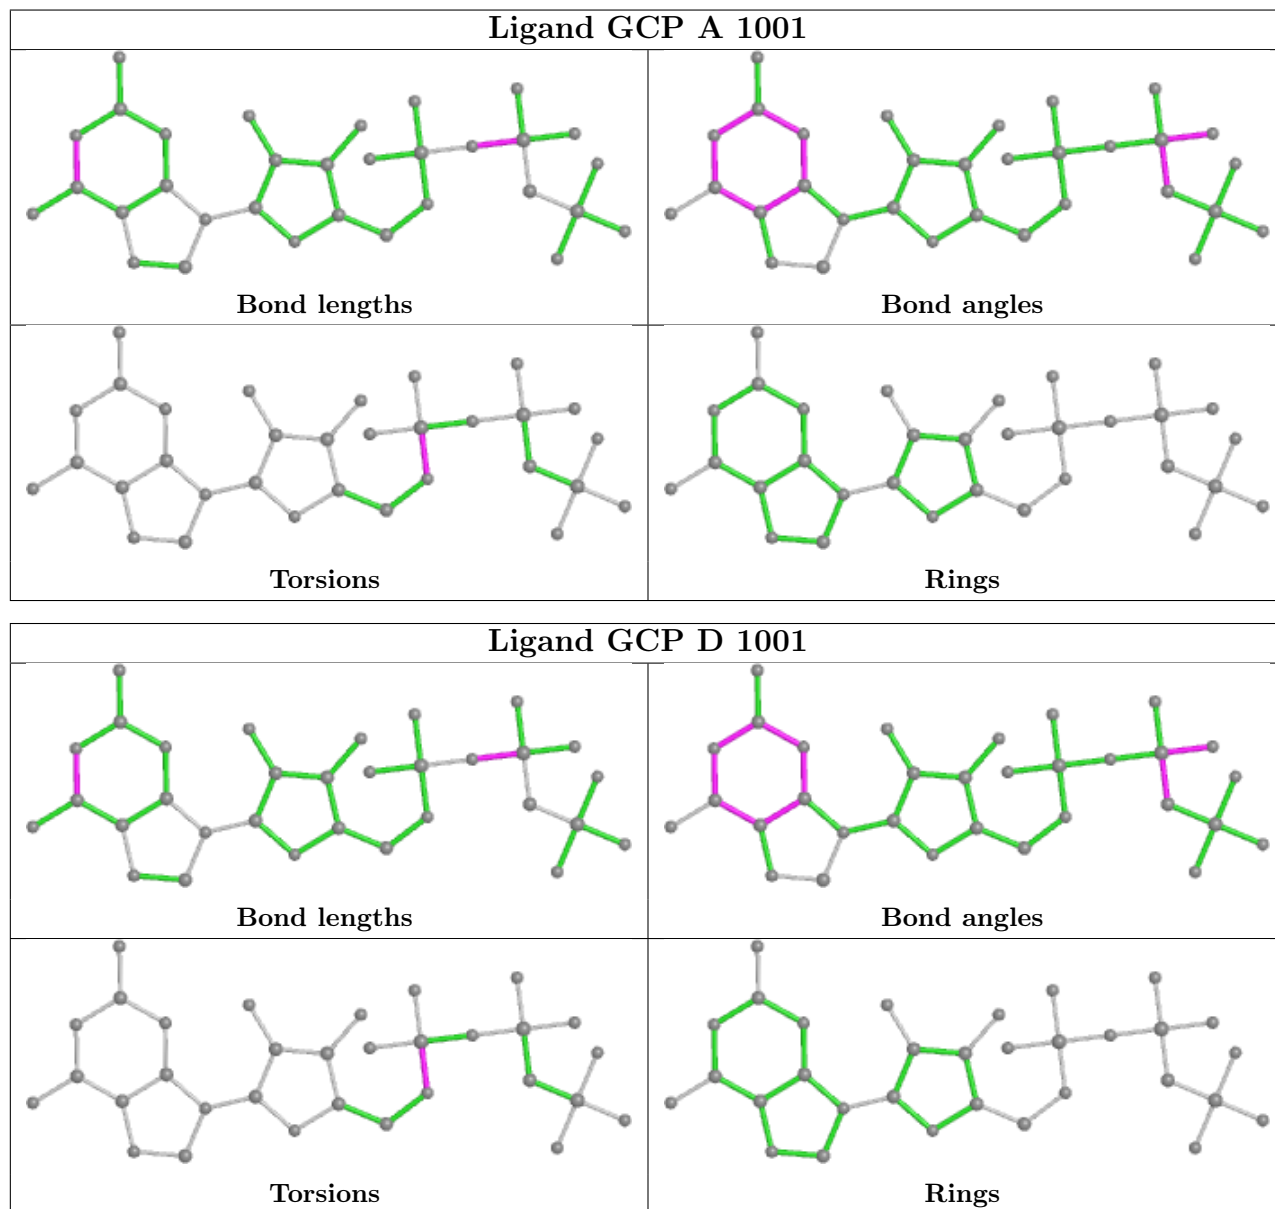 Ligand GCP A 1001
Bond lengths
Bond angles
Torsions
Rings
Ligand GCP D 1001
Bond lengths
Bond angles
Torsions
Rings